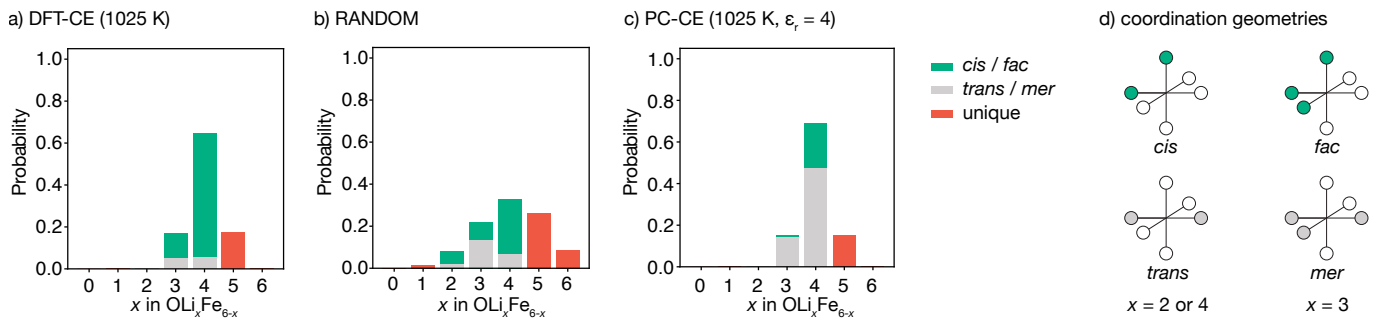 a) DFT-CE (1025 K)
b) RANDOM
c) PC-CE (1025 K, εr = 4)
d) coordination geometries
Probability
1.0
0.8
0.6
0.4
0.2
0.0
0 1 2 3 4 5 6
x in OLixFe6-x
Probability
1.0
0.8
0.6
0.4
0.2
0.0
0 1 2 3 4 5 6
x in OLixFe6-x
Probability
1.0
0.8
0.6
0.4
0.2
0.0
0 1 2 3 4 5 6
x in OLixFe6-x
cis / fac
trans / mer
unique
cis
fac
trans
mer
x = 2 or 4
x = 3